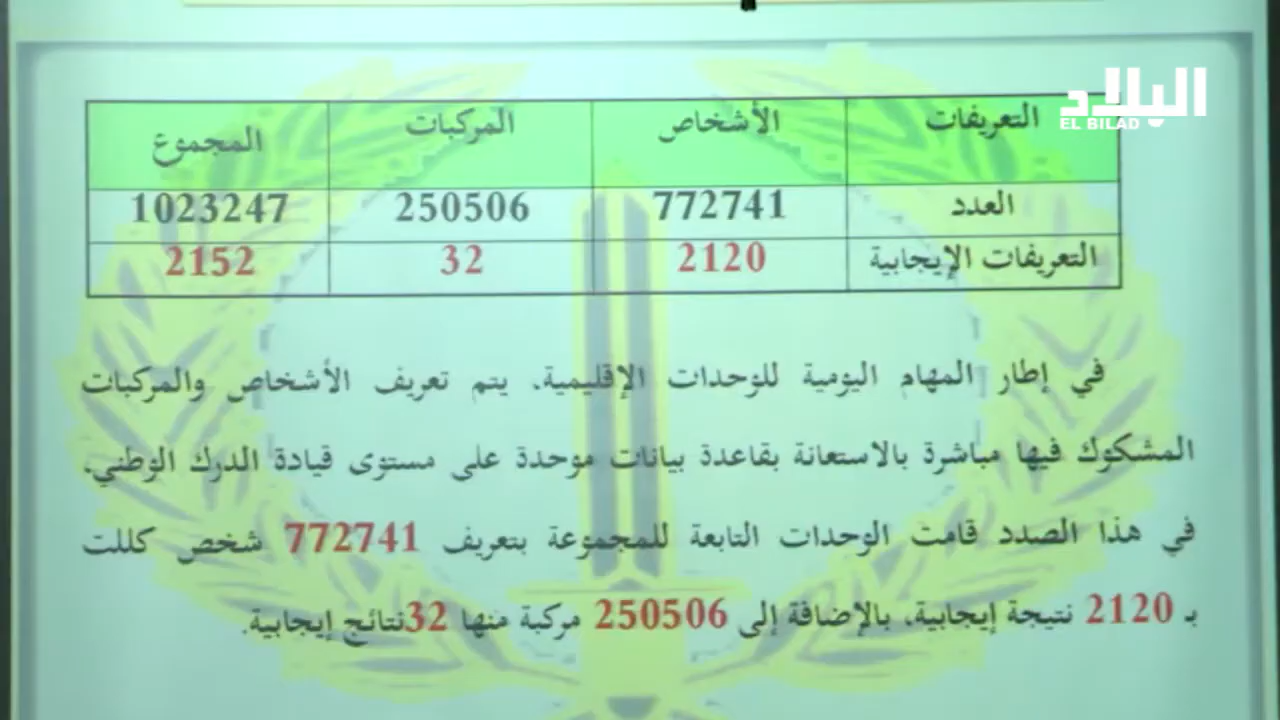 البلاد
EL BILAD
التعريفات الأشخاص المركبات المجموع
العدد 772741 250506 1023247
التعريفات الإيجابية 2120 32 2152
في إطار المهام اليومية للوحدات الإقليمية، يتم تعريف الأشخاص والمركبات
المشكوك فيها مباشرة بالاستعانة بقاعدة بيانات موحدة على مستوى قيادة الدرك الوطني،
في هذا الصدد قامت الوحدات التابعة للمجموعة بتعريف 772741 شخص كللت
بـ 2120 نتيجة إيجابية، بالإضافة إلى 250506 مركبة منها 32نتائج إيجابية.